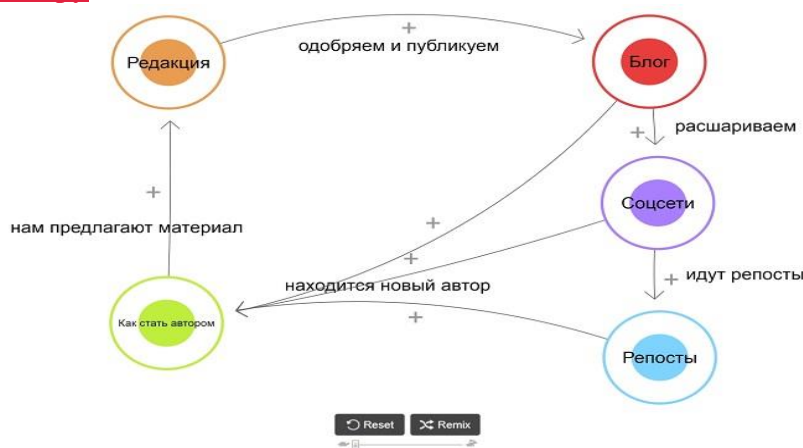 Редакция
одобряем и публикуем
Блог
расшариваем
Соцсети
нам предлагают материал
идут репосты
находится новый автор
Как стать автором
Репосты
Reset
Remix